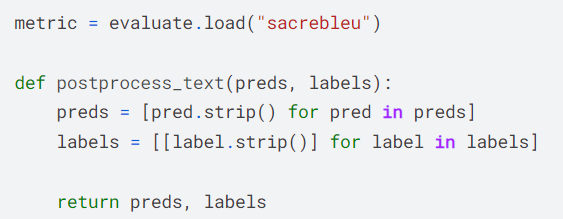 metric = evaluate.load("sacrebleu")
def postprocess_text(preds, labels):
    preds = [pred.strip() for pred in preds]
    labels = [[label.strip()] for label in labels]
    return preds, labels